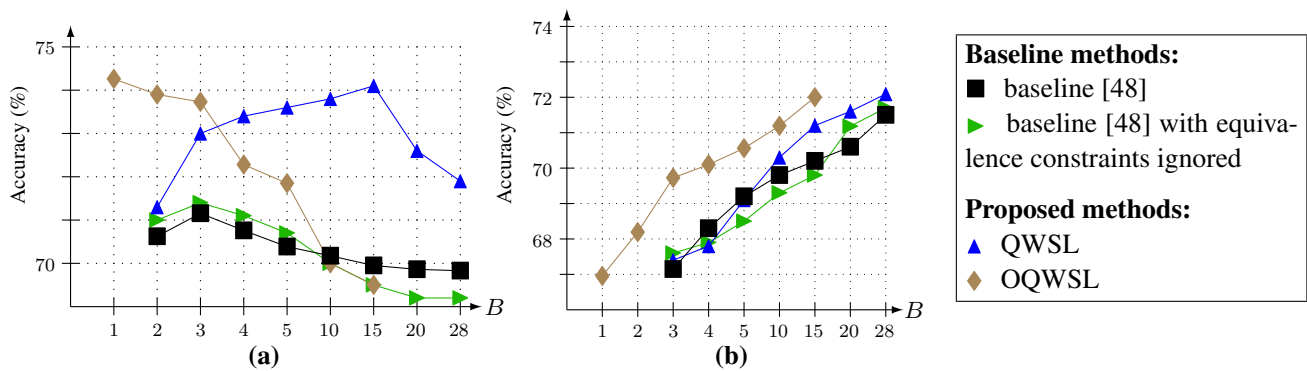 Accuracy (%)
75
70
1 2 3 4 5 10 15 20 28
B
(a)
Accuracy (%)
74
72
70
68
1 2 3 4 5 10 15 20 28
B
(b)
Baseline methods:
baseline [48]
baseline [48] with equiva-
lence constraints ignored
Proposed methods:
QWSL
OQWSL